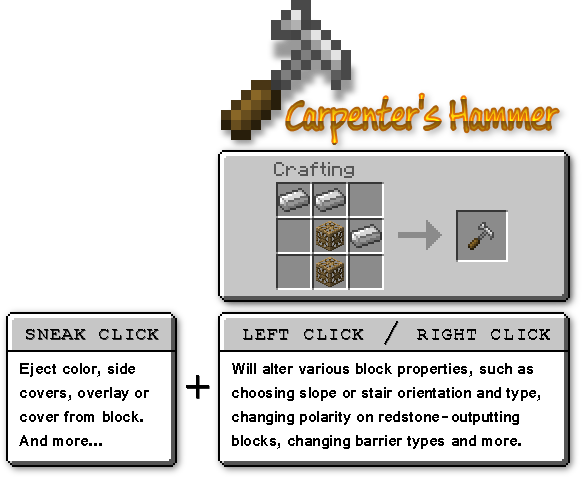 Carpenter's Hammer
Crafting
SNEAK CLICK
Eject color, side
covers, overlay or
cover from block.
And more...
+
LEFT CLICK / RIGHT CLICK
Will alter various block properties, such as
choosing slope or stair orientation and type,
changing polarity on redstone-outputting
blocks, changing barrier types and more.